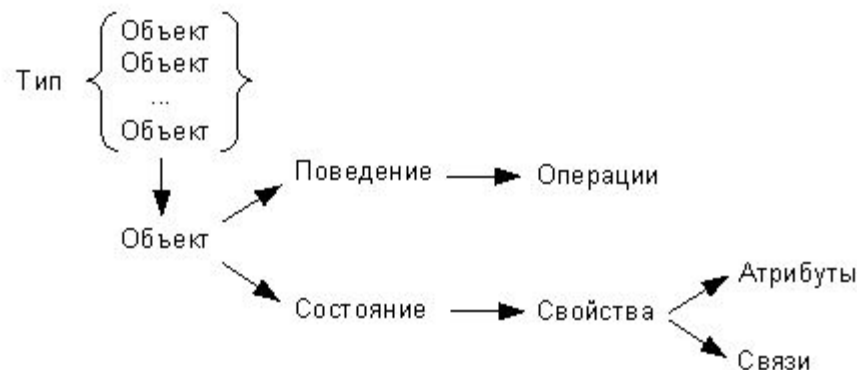 Объект
Объект
Тип
...
Объект
Поведение
Операции
Объект
Атрибуты
Состояние
Свойства
Связи